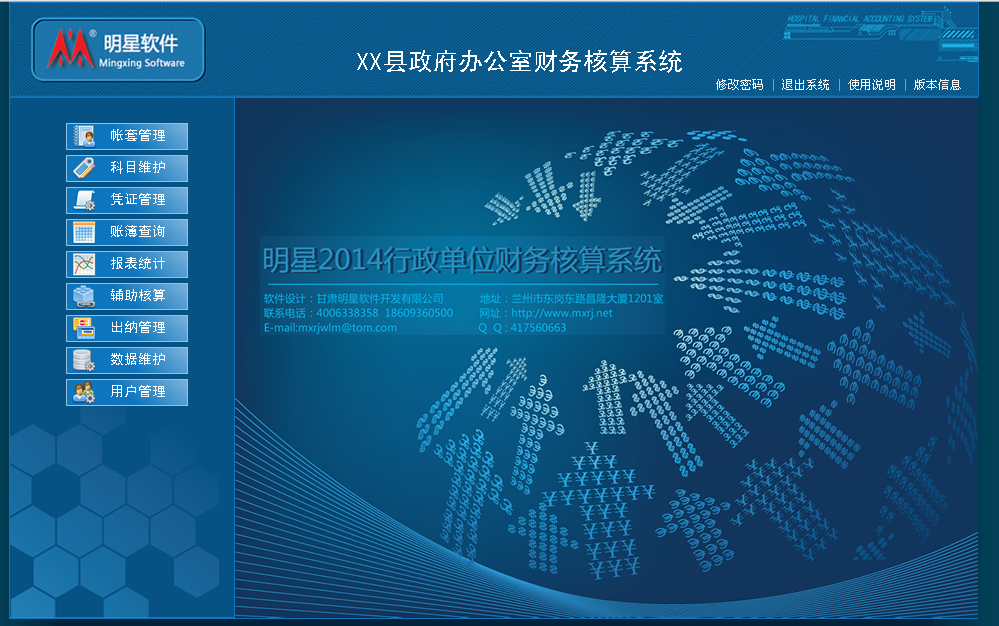 明星软件®
Mingxing Software
HOSPITAL FINANCIAL ACCOUNTING SYSTEM
XX县政府办公室财务核算系统
修改密码 | 退出系统 | 使用说明 | 版本信息
帐套管理
科目维护
凭证管理
账薄查询
报表统计
辅助核算
出纳管理
数据维护
用户管理
明星2014行政单位财务核算系统
软件设计：甘肃明星软件开发有限公司 地址：兰州市东岗东路昌隆大厦1201室
联系电话：4006338358 18609360500 网址：http://www.mxrj.net
E-mail:mxrjwlm@tom.com Q Q：417560663